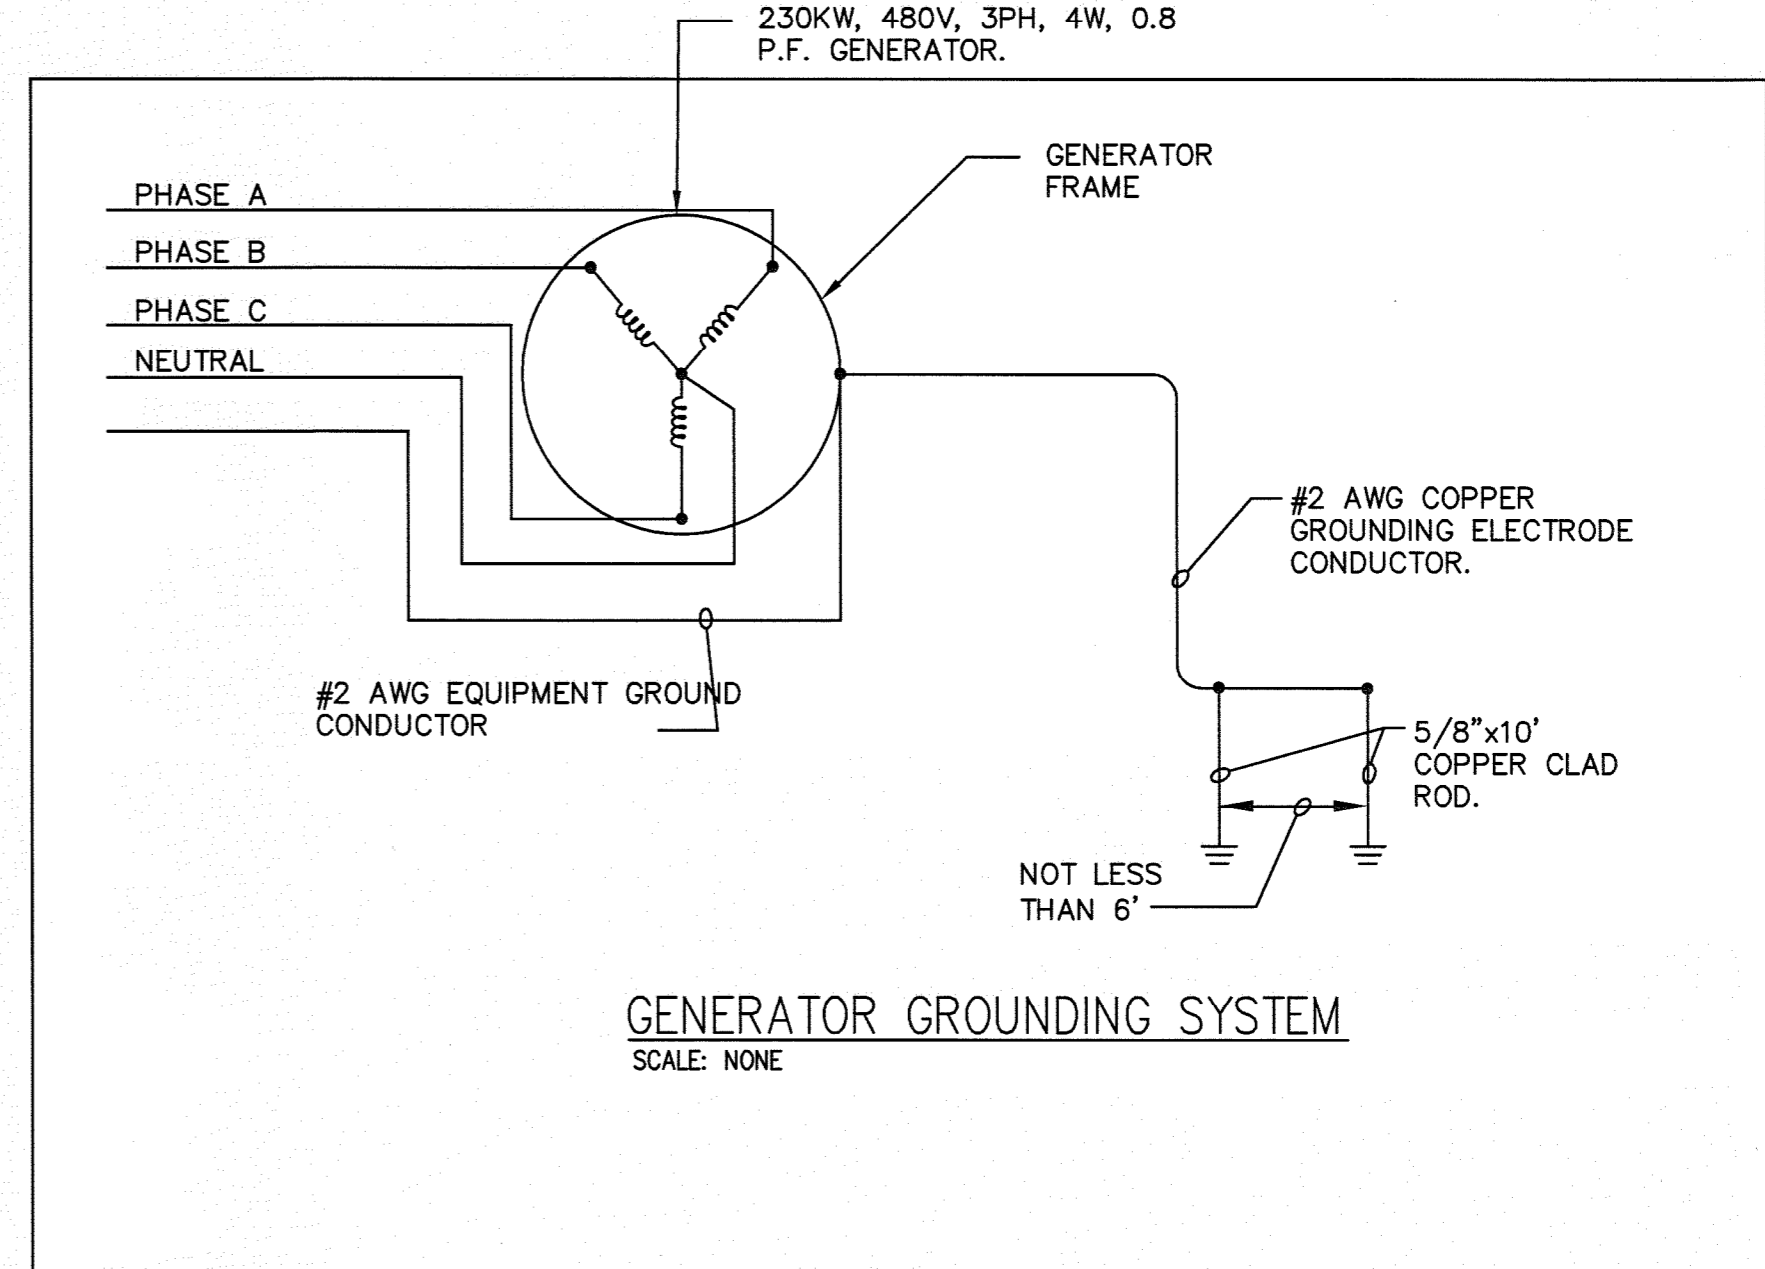 230KW, 480V, 3PH, 4W, 0.8
P.F. GENERATOR.
GENERATOR
FRAME
PHASE A
PHASE B
PHASE C
NEUTRAL
#2 AWG COPPER
GROUNDING ELECTRODE
CONDUCTOR.
#2 AWG EQUIPMENT GROUND
CONDUCTOR
5/8"x10'
COPPER CLAD
ROD.
NOT LESS
THAN 6'
GENERATOR GROUNDING SYSTEM
SCALE: NONE